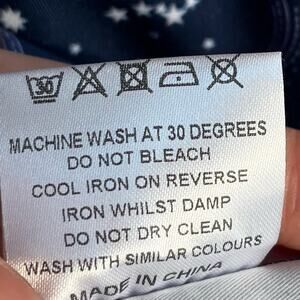 30
MACHINE WASH AT 30 DEGREES
DO NOT BLEACH
COOL IRON ON REVERSE
IRON WHILST DAMP
DO NOT DRY CLEAN
WASH WITH SIMILAR COLOURS
MADE IN CHINA